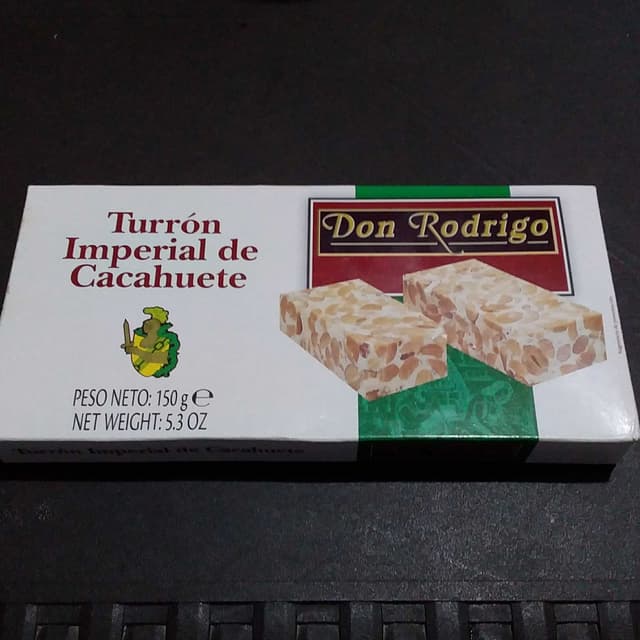 Turrón
Imperial de
Cacahuete
Don Rodrigo
PESO NETO: 150 g ℮
NET WEIGHT: 5.3 OZ
Turrón Imperial de Cacahuete